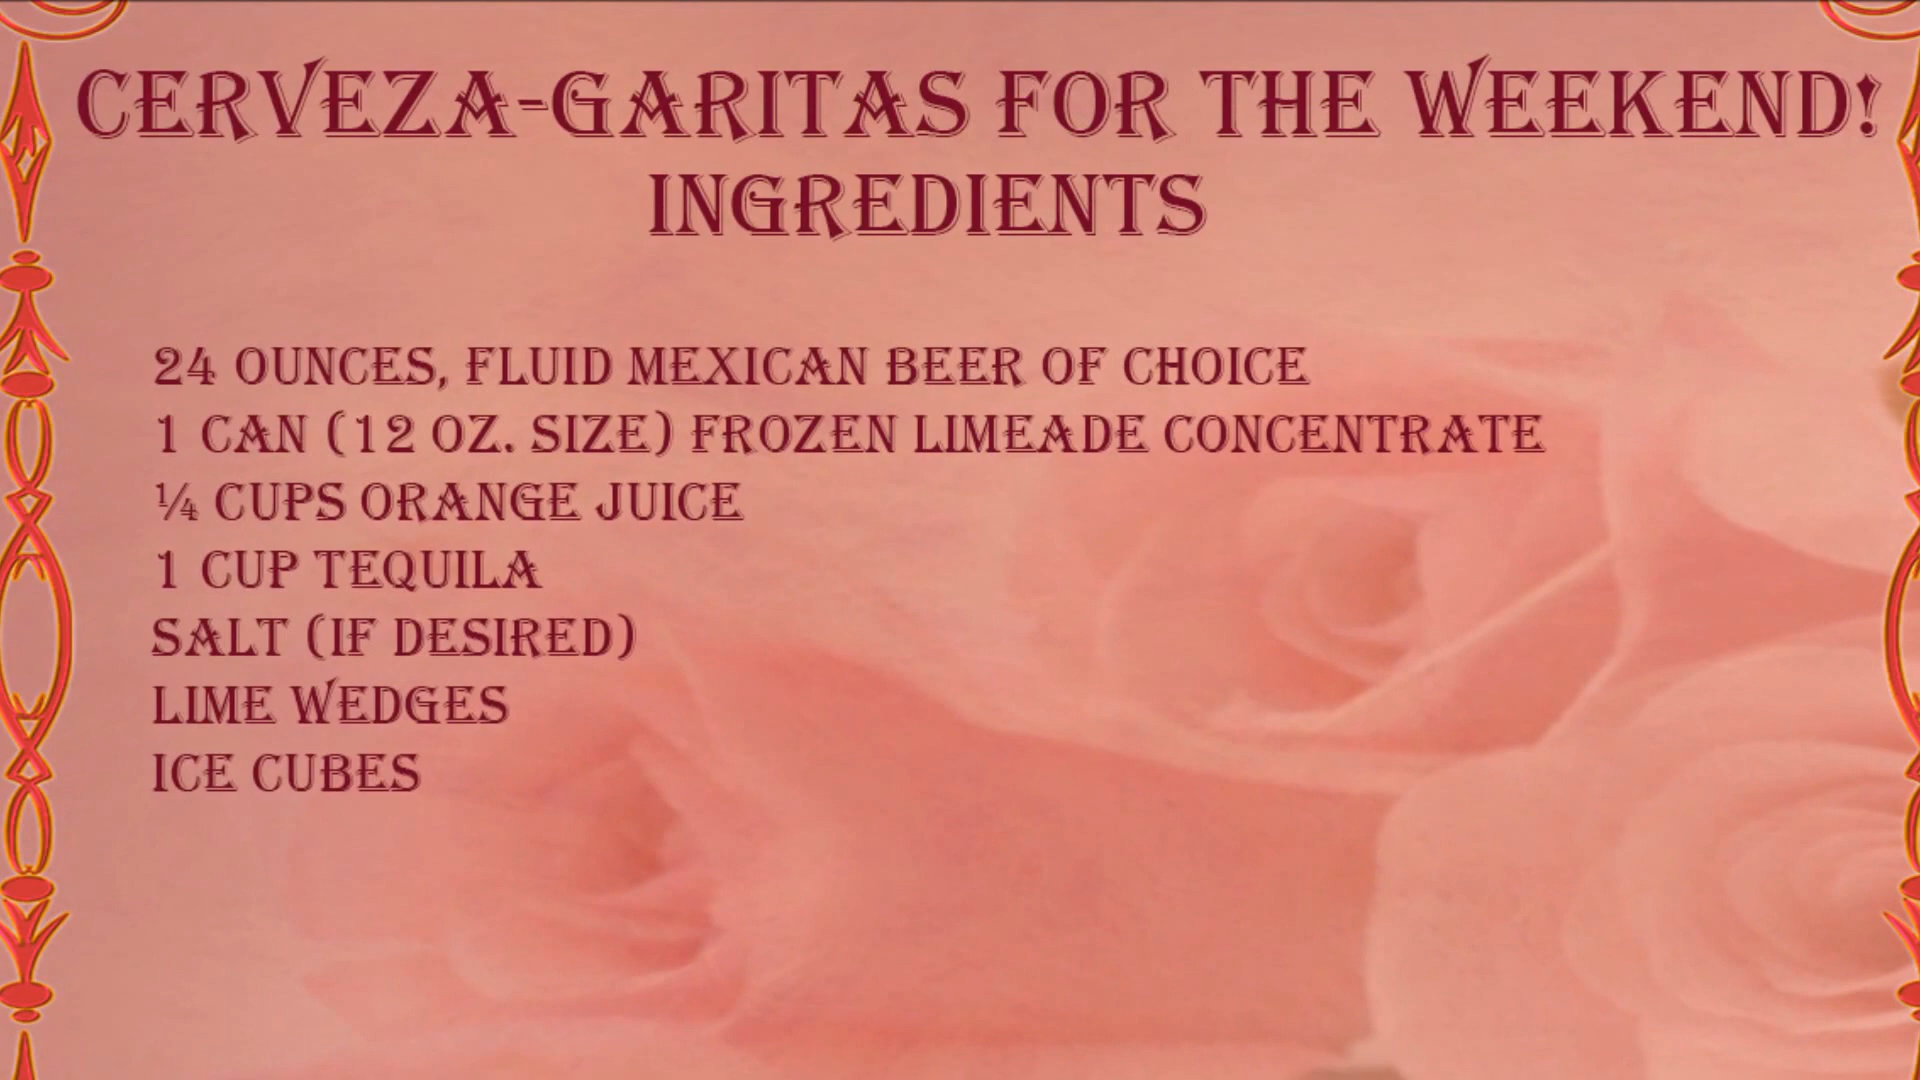 CERVEZA-GARITAS FOR THE WEEKEND!
INGREDIENTS
24 OUNCES, FLUID MEXICAN BEER OF CHOICE
1 CAN (12 OZ. SIZE) FROZEN LIMEADE CONCENTRATE
¼ CUPS ORANGE JUICE
1 CUP TEQUILA
SALT (IF DESIRED)
LIME WEDGES
ICE CUBES